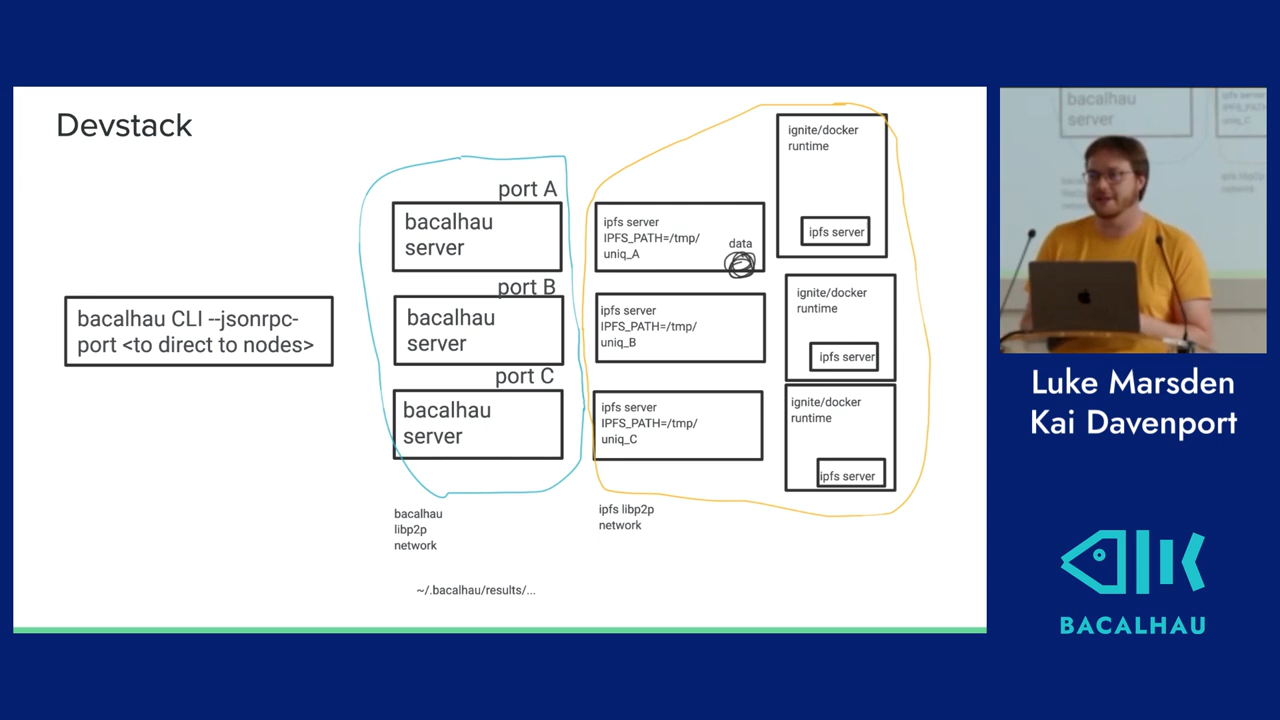 Devstack
bacalhau CLI --jsonrpc-
port <to direct to nodes>
port A
bacalhau
server
port B
bacalhau
server
port C
bacalhau
server
bacalhau
libp2p
network
~/.bacalhau/results/...
ipfs server
IPFS_PATH=/tmp/
uniq_A
data
ipfs server
IPFS_PATH=/tmp/
uniq_B
ipfs server
IPFS_PATH=/tmp/
uniq_C
ipfs libp2p
network
ignite/docker
runtime
ipfs server
ignite/docker
runtime
ipfs server
ignite/docker
runtime
ipfs server
bacalhau
server
Luke Marsden
Kai Davenport
BACALHAU